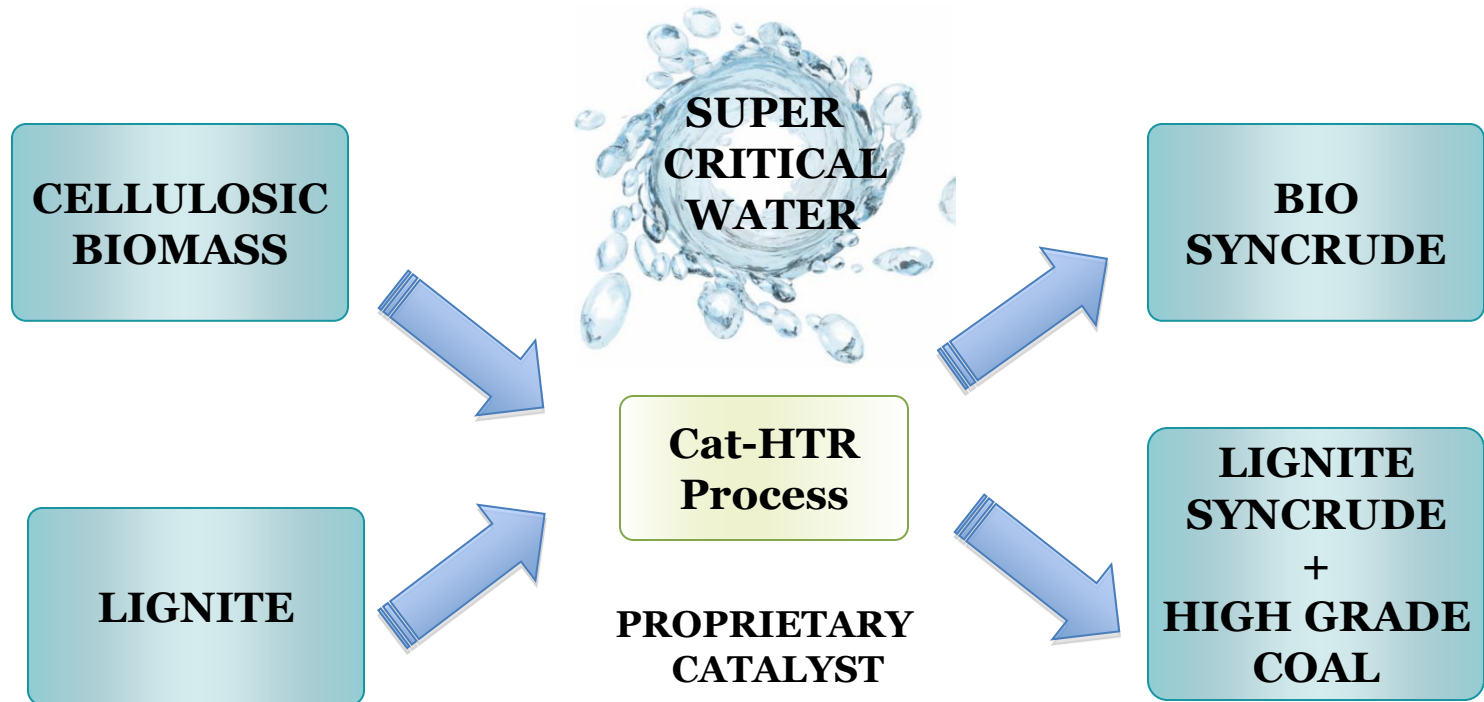 CELLULOSIC
BIOMASS
LIGNITE
SUPER
CRITICAL
WATER
Cat-HTR
Process
PROPRIETARY
CATALYST
BIO
SYNCRUDE
LIGNITE
SYNCRUDE
+
HIGH GRADE
COAL